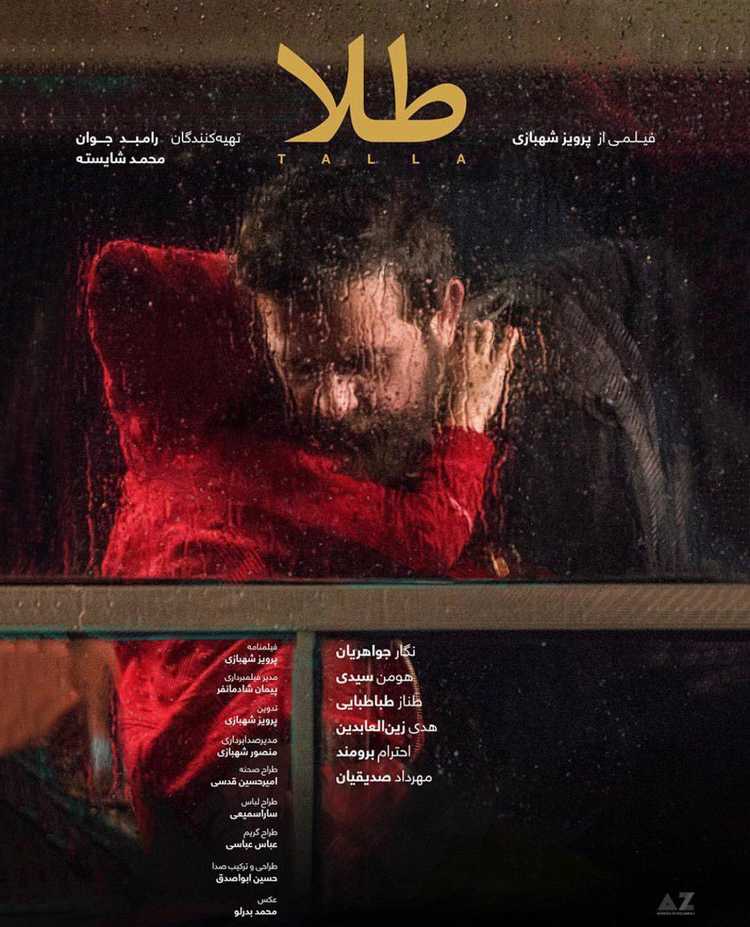 طلا
TALLA
فیلمی از پرویز شهبازی
تهیه‌کنندگان رامبد جوان
محمد شایسته
نگار جواهریان
هومن سیدی
طناز طباطبایی
هدی زین‌العابدین
احترام برومند
مهرداد صدیقیان
فیلمنامه
پرویز شهبازی
مدیر فیلمبرداری
پیمان شادمانفر
تدوین
پرویز شهبازی
مدیر صدابرداری
منصور شهبازی
طراح صحنه
امیرحسین قدسی
طراح لباس
سارا سمیعی
طراح گریم
عباس عباسی
طراحی و ترکیب صدا
حسین ابوالصدق
عکس
محمد بدرلو
AZ